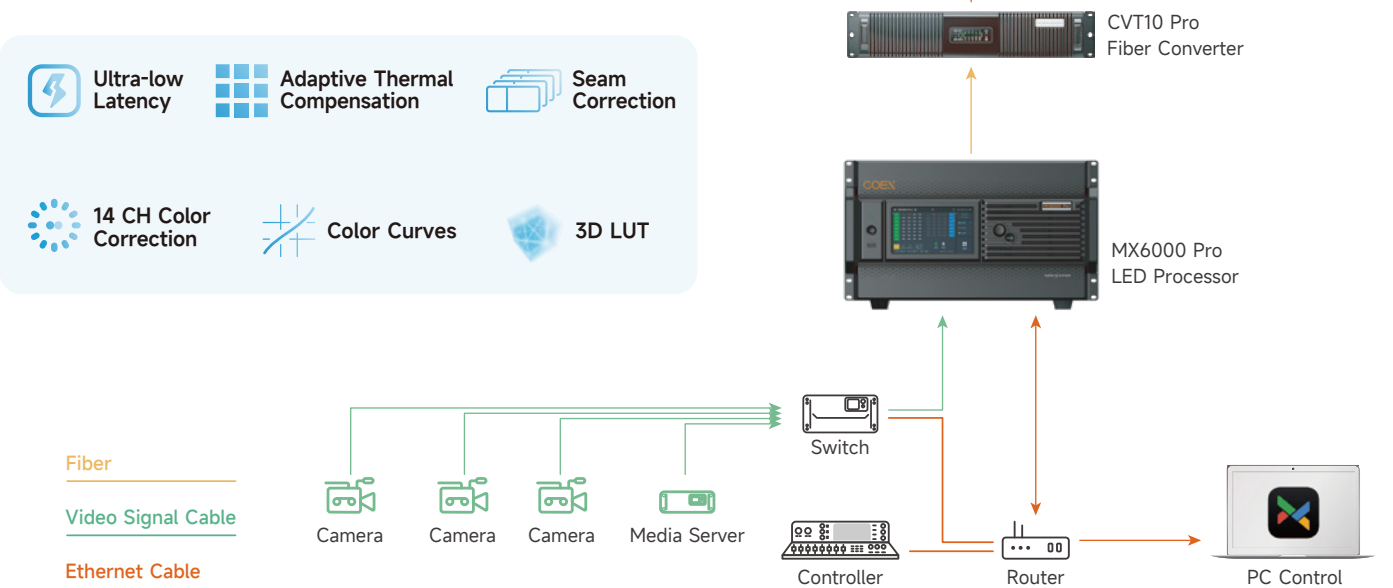 CVT10 Pro
Fiber Converter
Ultra-low
Latency
Adaptive Thermal
Compensation
Seam
Correction
14 CH Color
Correction
Color Curves
3D LUT
COEX
MX6000 Pro
LED Processor
Switch
Fiber
Video Signal Cable
Ethernet Cable
Camera
Camera
Camera
Media Server
Controller
Router
PC Control